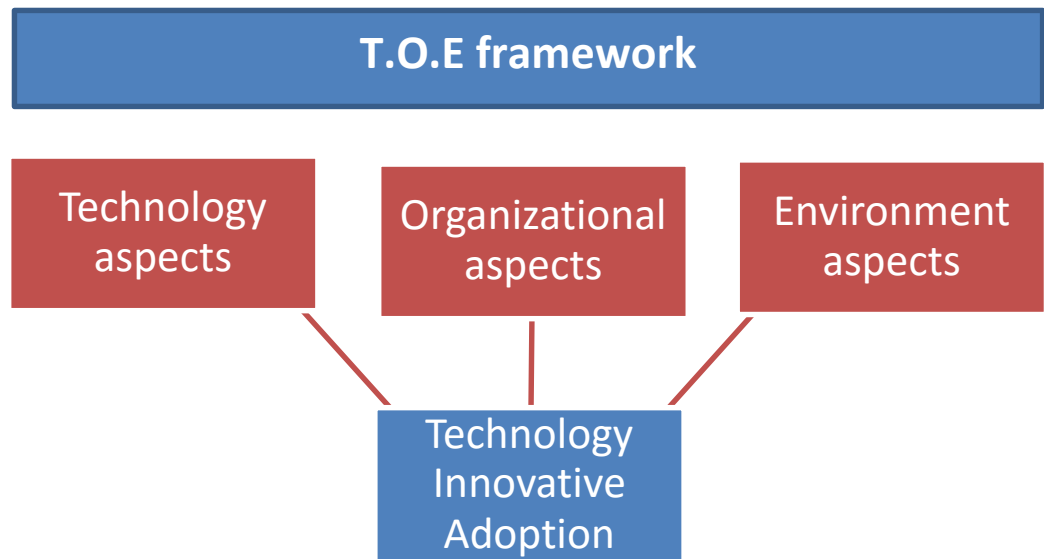 T.O.E framework
Technology
aspects
Organizational
aspects
Environment
aspects
Technology
Innovative
Adoption